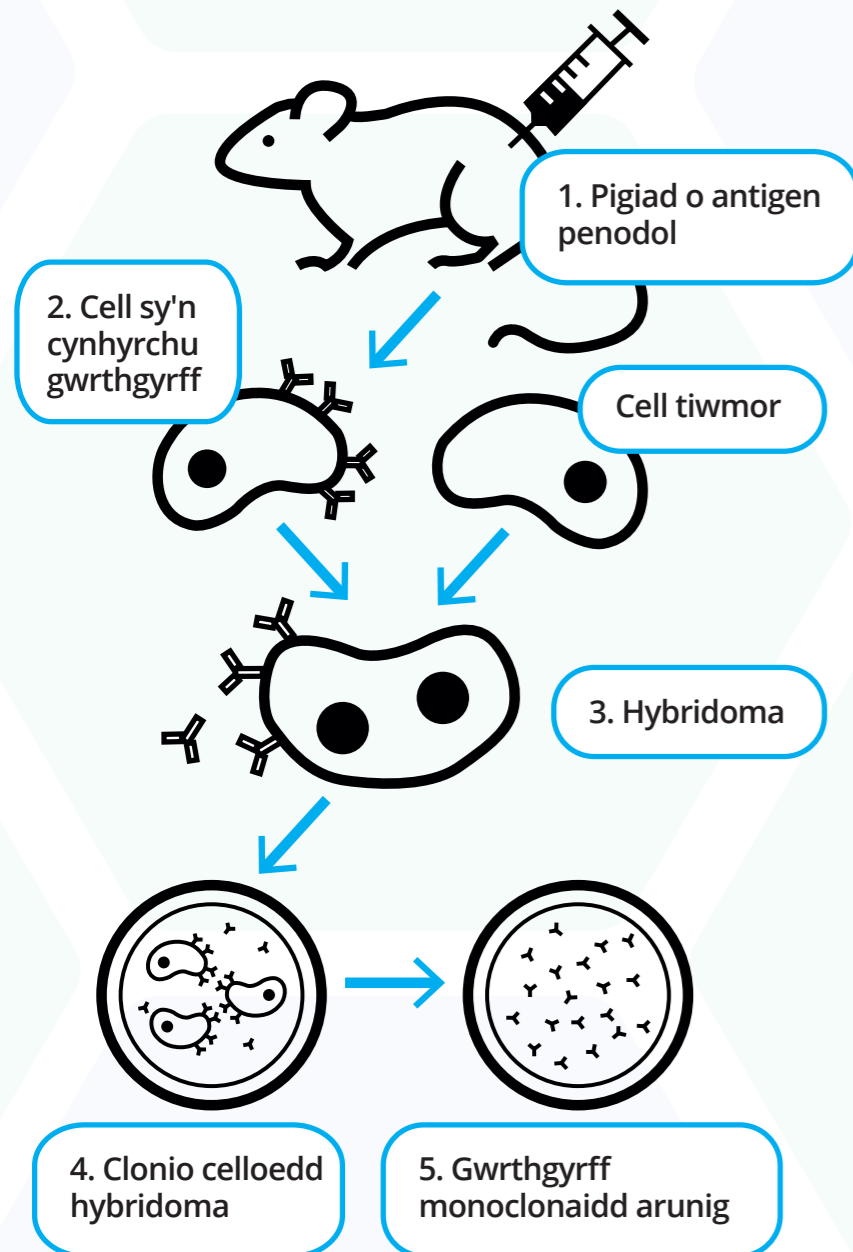 1. Pigiad o antigen
penodol
2. Cell sy'n
cynhyrchu
gwrthgyrff
Cell tiwmor
3. Hybridoma
4. Clonio celloedd
hybridoma
5. Gwrthgyrff
monoclonaidd arunig